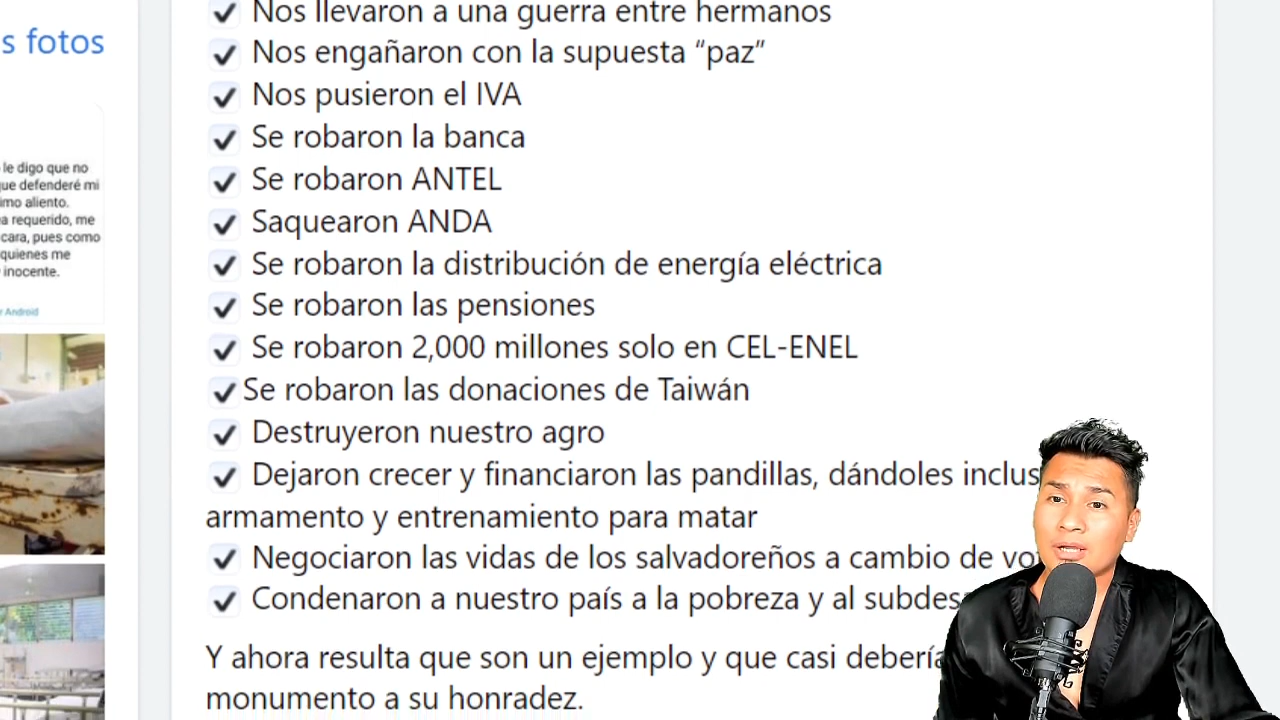 s fotos
le digo que no
ue defenderé mi
imo aliento.
a requerido, me
cara, pues como
quienes me
inocente.
Android
Nos llevaron a una guerra entre hermanos
Nos engañaron con la supuesta “paz”
Nos pusieron el IVA
Se robaron la banca
Se robaron ANTEL
Saquearon ANDA
Se robaron la distribución de energía eléctrica
Se robaron las pensiones
Se robaron 2,000 millones solo en CEL-ENEL
Se robaron las donaciones de Taiwán
Destruyeron nuestro agro
Dejaron crecer y financiaron las pandillas, dándoles inclus
armamento y entrenamiento para matar
Negociaron las vidas de los salvadoreños a cambio de vo
Condenaron a nuestro país a la pobreza y al subdesa
Y ahora resulta que son un ejemplo y que casi debería
monumento a su honradez.